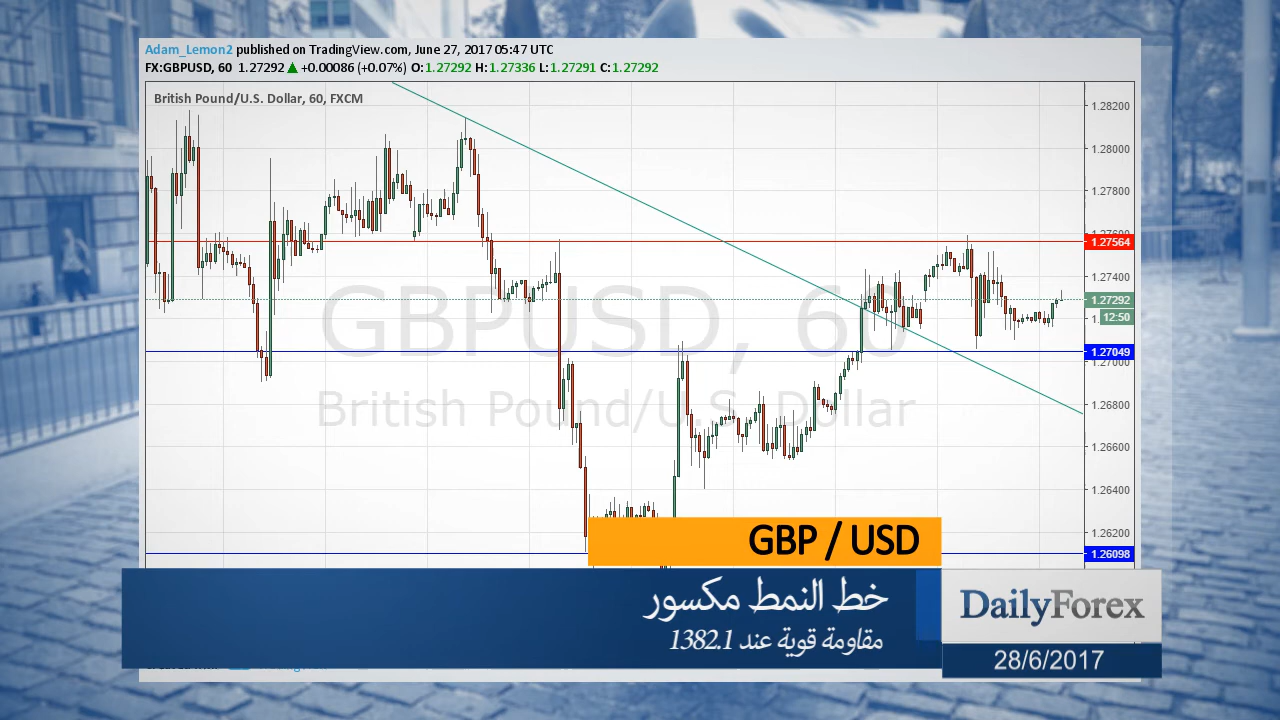 Adam_Lemon2 published on TradingView.com, June 27, 2017 05:47 UTC
FX:GBPUSD, 60 1.27292 ▲ +0.00086 (+0.07%) O:1.27292 H:1.27336 L:1.27291 C:1.27292
British Pound/U.S. Dollar, 60, FXCM
1.28200
1.28000
1.27800
1.27600
1.27564
1.27400
1.27292
12:50
1.27049
1.27000
1.26800
1.26600
1.26400
1.26200
1.26098
GBPUSD, 60
British Pound/U.S. Dollar
GBP / USD
خط النمط مكسور
مقاومة قوية عند 1382.1
DailyForex
28/6/2017